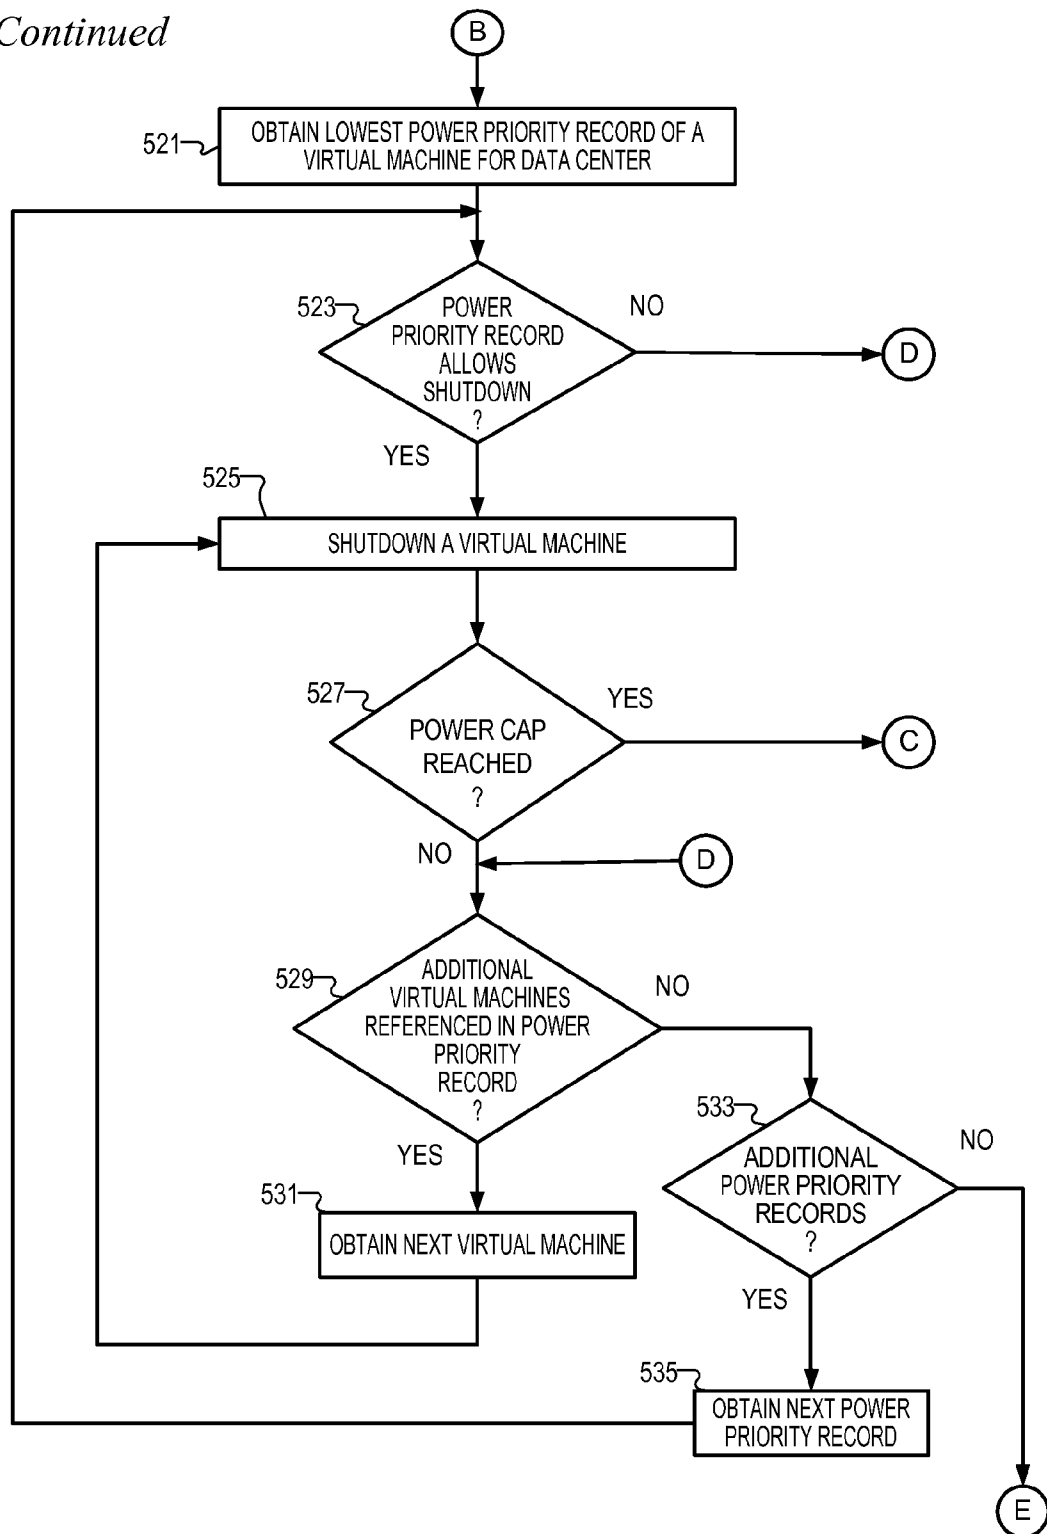 Continued
B
521
OBTAIN LOWEST POWER PRIORITY RECORD OF A
VIRTUAL MACHINE FOR DATA CENTER
523
POWER
PRIORITY RECORD
ALLOWS
SHUTDOWN
?
NO
D
YES
525
SHUTDOWN A VIRTUAL MACHINE
527
POWER CAP
REACHED
?
YES
C
NO
D
529
ADDITIONAL
VIRTUAL MACHINES
REFERENCED IN POWER
PRIORITY
RECORD
?
NO
YES
533
ADDITIONAL
POWER PRIORITY
RECORDS
?
NO
531
OBTAIN NEXT VIRTUAL MACHINE
YES
535
OBTAIN NEXT POWER
PRIORITY RECORD
E